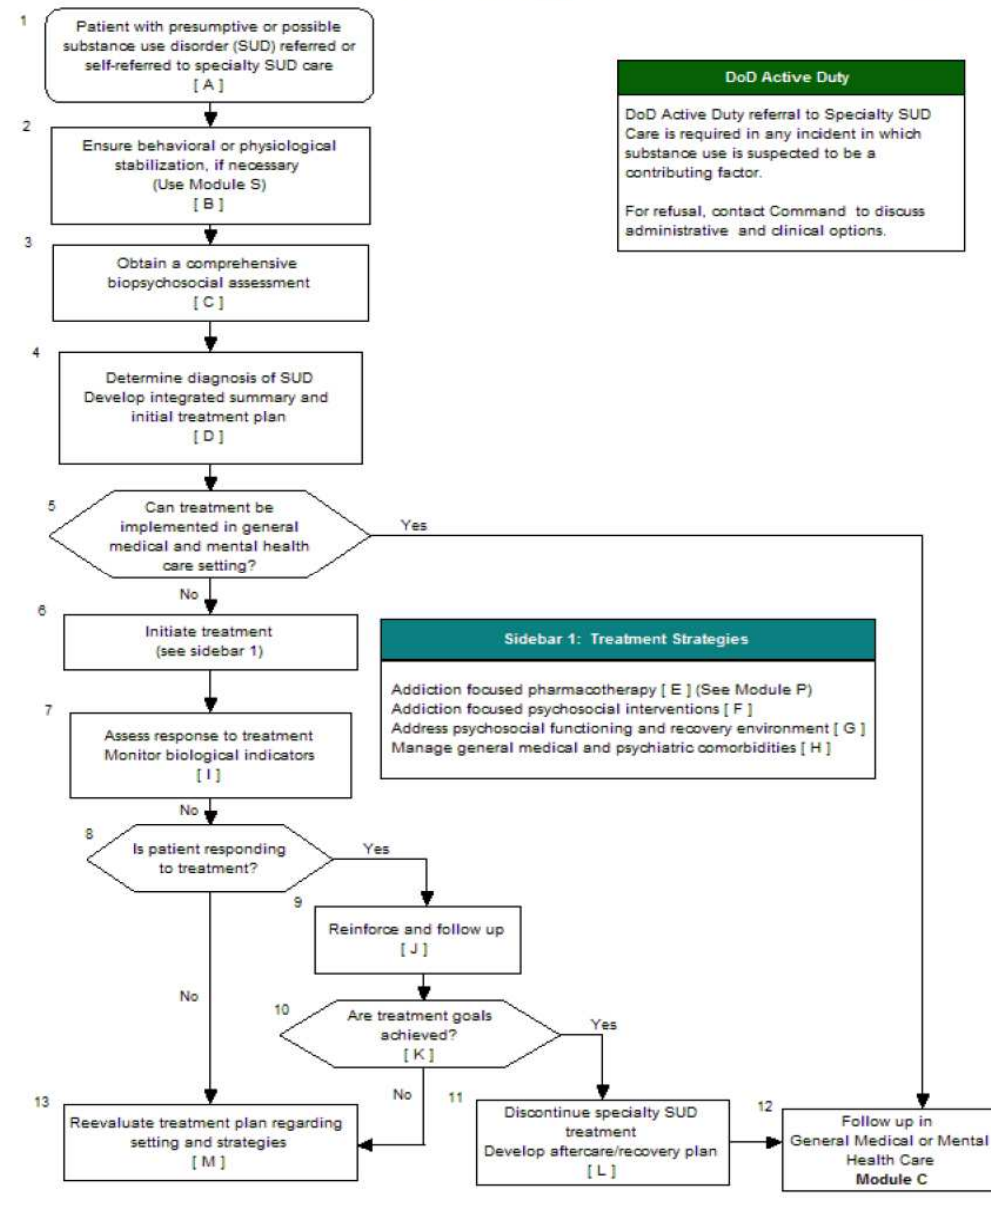 1
Patient with presumptive or possible
substance use disorder (SUD) referred or
self-referred to specialty SUD care
[ A ]
DoD Active Duty
DoD Active Duty referral to Specialty SUD
Care is required in any incident in which
substance use is suspected to be a
contributing factor.
For refusal, contact Command to discuss
administrative and clinical options.
2
Ensure behavioral or physiological
stabilization, if necessary
(Use Module S)
[ B ]
3
Obtain a comprehensive
biopsychosocial assessment
[ C ]
4
Determine diagnosis of SUD
Develop integrated summary and
initial treatment plan
[ D ]
5
Can treatment be
implemented in general
medical and mental health
care setting?
Yes
No
6
Initiate treatment
(see sidebar 1)
Sidebar 1: Treatment Strategies
Addiction focused pharmacotherapy [ E ] (See Module P)
Addiction focused psychosocial interventions [ F ]
Address psychosocial functioning and recovery environment [ G ]
Manage general medical and psychiatric comorbidities [ H ]
7
Assess response to treatment
Monitor biological indicators
[ I ]
No
8
Is patient responding
to treatment?
Yes
No
9
Reinforce and follow up
[ J ]
10
Are treatment goals
achieved?
[ K ]
Yes
No
11
Discontinue specialty SUD
treatment
Develop aftercare/recovery plan
[ L ]
12
Follow up in
General Medical or Mental
Health Care
Module C
13
Reevaluate treatment plan regarding
setting and strategies
[ M ]